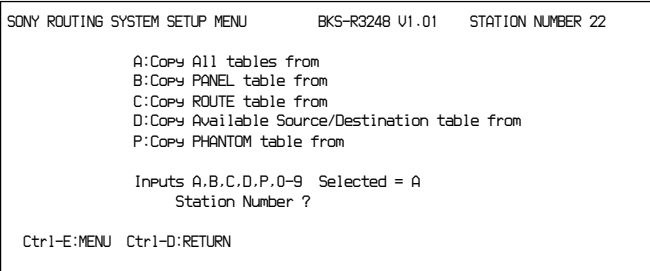 SONY ROUTING SYSTEM SETUP MENU BKS-R3248 V1.01 STATION NUMBER 22
A:Copy All tables from
B:Copy PANEL table from
C:Copy ROUTE table from
D:Copy Available Source/Destination table from
P:Copy PHANTOM table from
Inputs A,B,C,D,P,0-9 Selected = A
Station Number ?
Ctrl-E:MENU Ctrl-D:RETURN